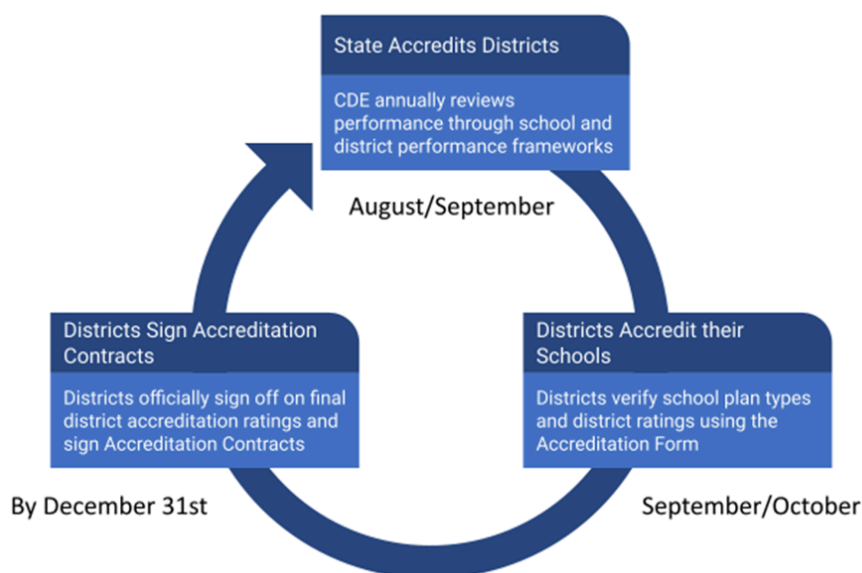 State Accredits Districts
CDE annually reviews
performance through school and
district performance frameworks
August/September
Districts Accredit their
Schools
Districts verify school plan types
and district ratings using the
Accreditation Form
September/October
Districts Sign Accreditation
Contracts
Districts officially sign off on final
district accreditation ratings and
sign Accreditation Contracts
By December 31st